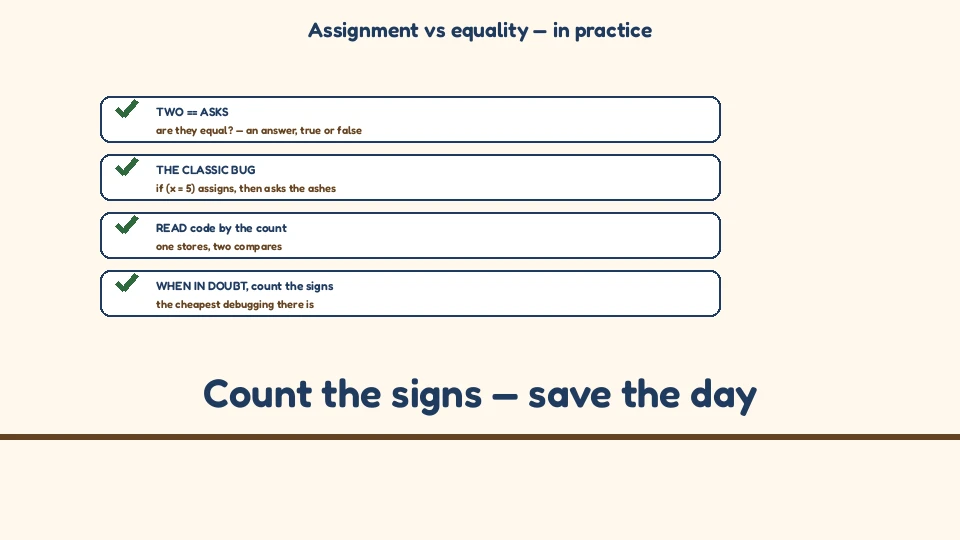 Assignment vs equality — in practice
TWO == ASKS
are they equal? — an answer, true or false
THE CLASSIC BUG
if (x = 5) assigns, then asks the ashes
READ code by the count
one stores, two compares
WHEN IN DOUBT, count the signs
the cheapest debugging there is
Count the signs — save the day